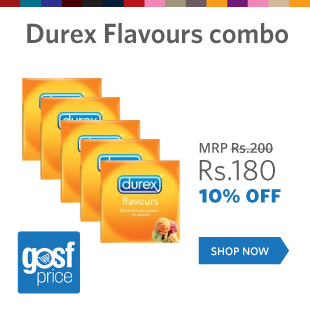 Durex Flavours combo
durex
flavours
MRP Rs.200
Rs.180
10% OFF
gosf
price
SHOP NOW